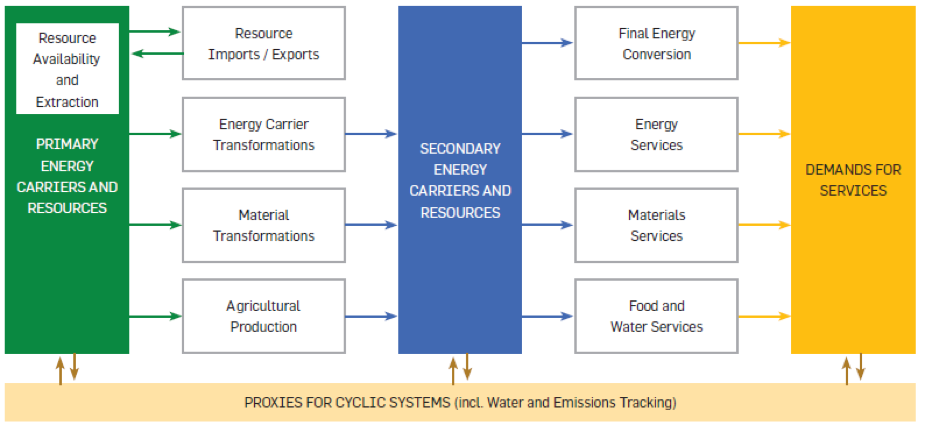 Resource
Availability
and
Extraction
PRIMARY
ENERGY
CARRIERS AND
RESOURCES
Resource
Imports / Exports
Energy Carrier
Transformations
Material
Transformations
Agricultural
Production
SECONDARY
ENERGY
CARRIERS AND
RESOURCES
Final Energy
Conversion
Energy
Services
Materials
Services
Food and
Water Services
DEMANDS FOR
SERVICES
PROXIES FOR CYCLIC SYSTEMS (incl. Water and Emissions Tracking)